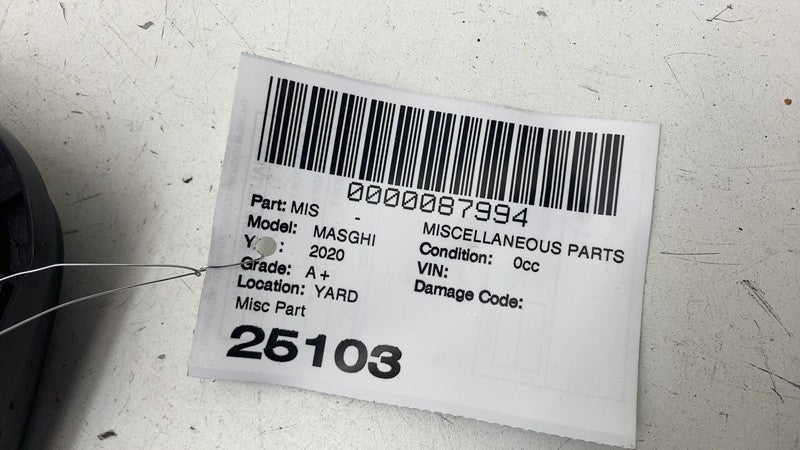 0000087994
Part: MIS - MISCELLANEOUS PARTS
Model: MASGHI Condition: 0cc
Y : 2020 VIN:
Grade: A+ Damage Code:
Location: YARD
Misc Part
25103